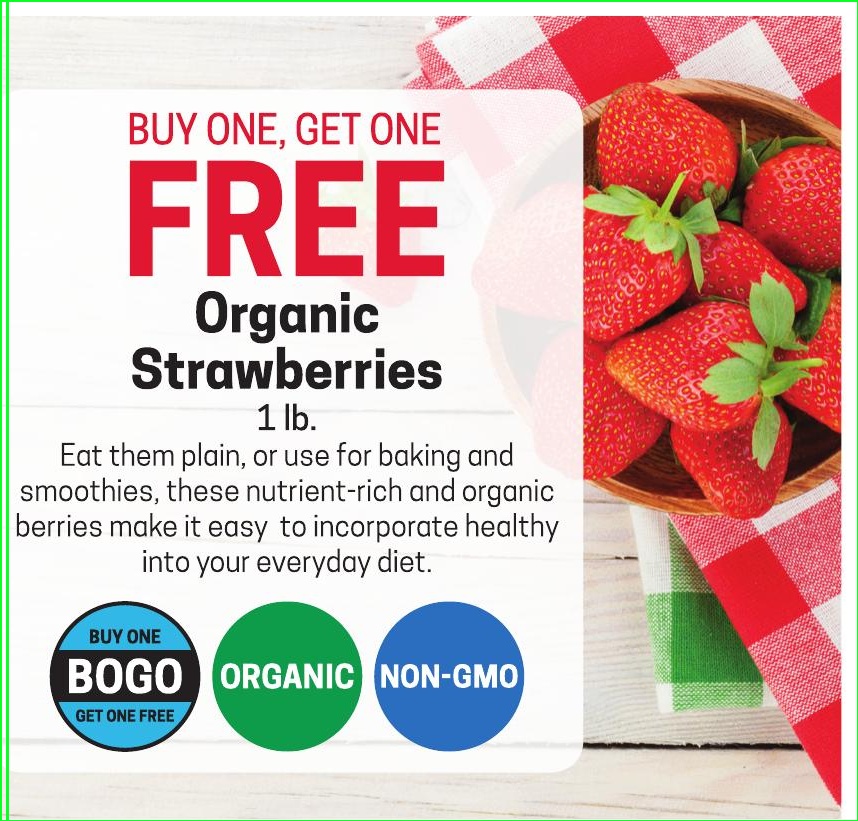 BUY ONE, GET ONE
FREE
Organic
Strawberries
1 lb.
Eat them plain, or use for baking and
smoothies, these nutrient-rich and organic
berries make it easy  to incorporate healthy
into your everyday diet.
BUY ONE
BOGO
GET ONE FREE
ORGANIC
NON-GMO